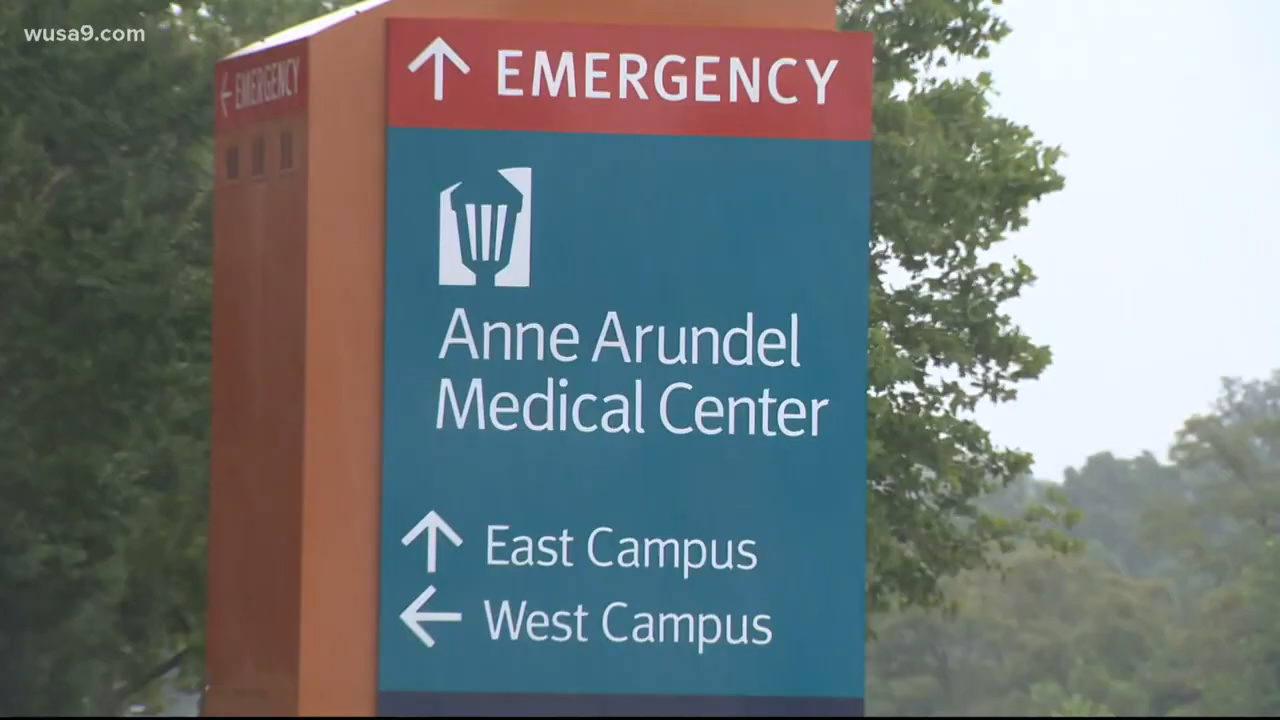 wusa9.com
EMERGENCY
EMERGENCY
Anne Arundel
Medical Center
East Campus
West Campus